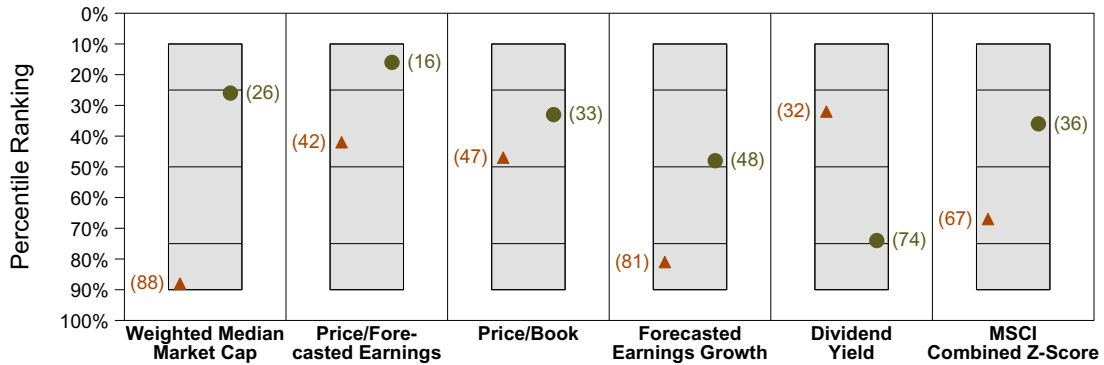 Percentile Ranking
0%
10%
20%
30%
40%
50%
60%
70%
80%
90%
100%
(26)
(88)
(16)
(42)
(33)
(47)
(48)
(81)
(32)
(74)
(36)
(67)
Weighted Median
Market Cap
Price/Fore-
casted Earnings
Price/Book
Forecasted
Earnings Growth
Dividend
Yield
MSCI
Combined Z-Score